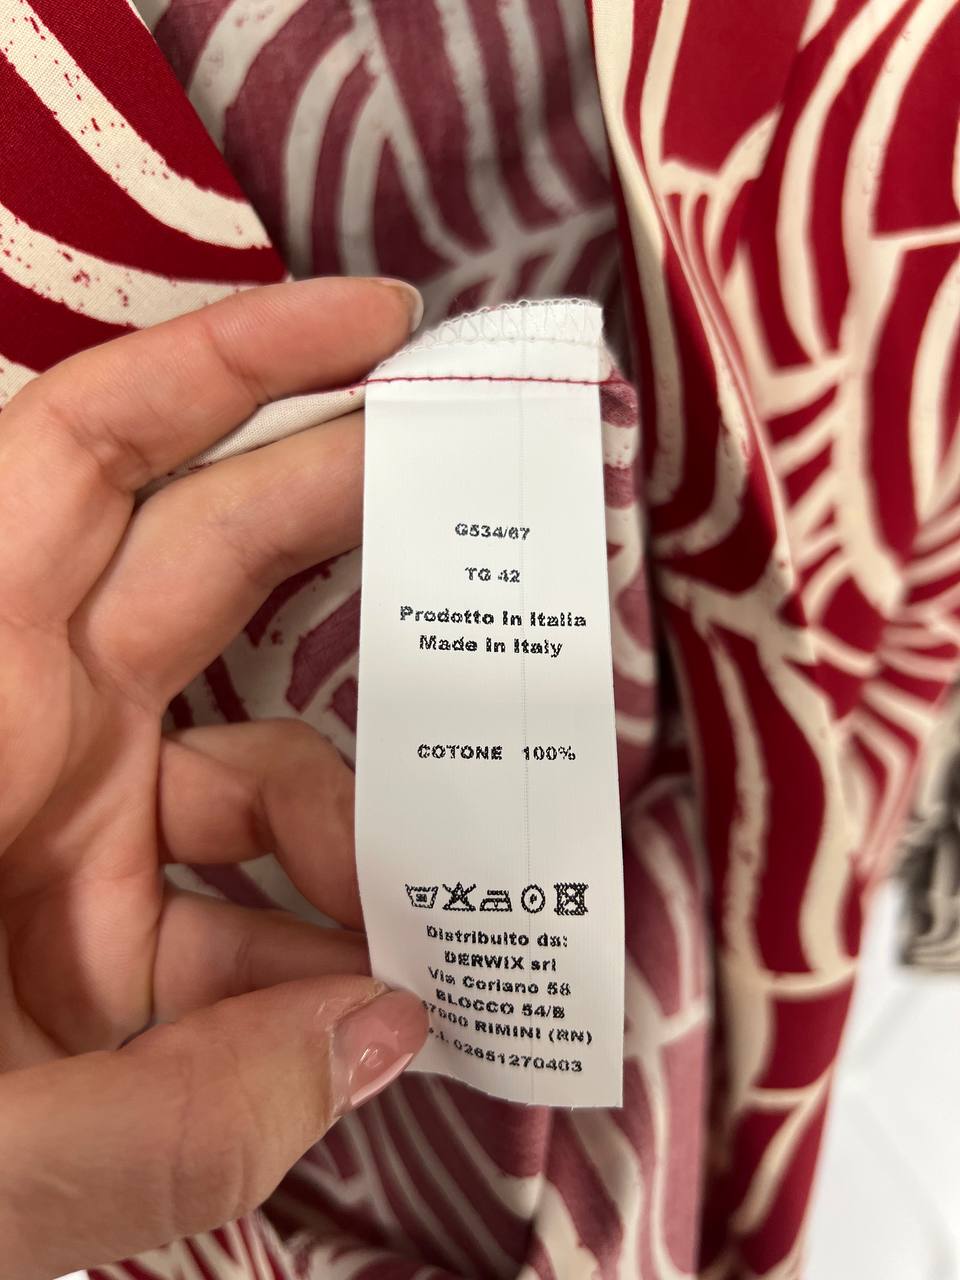 G534/67
TG 42
Prodotto in Italia
Made in Italy
COTONE 100%
Distribuito da:
DERWIX srl
Via Coriano 58
BLOCCO 54/B
47900 RIMINI (RN)
P.I. 02651270403